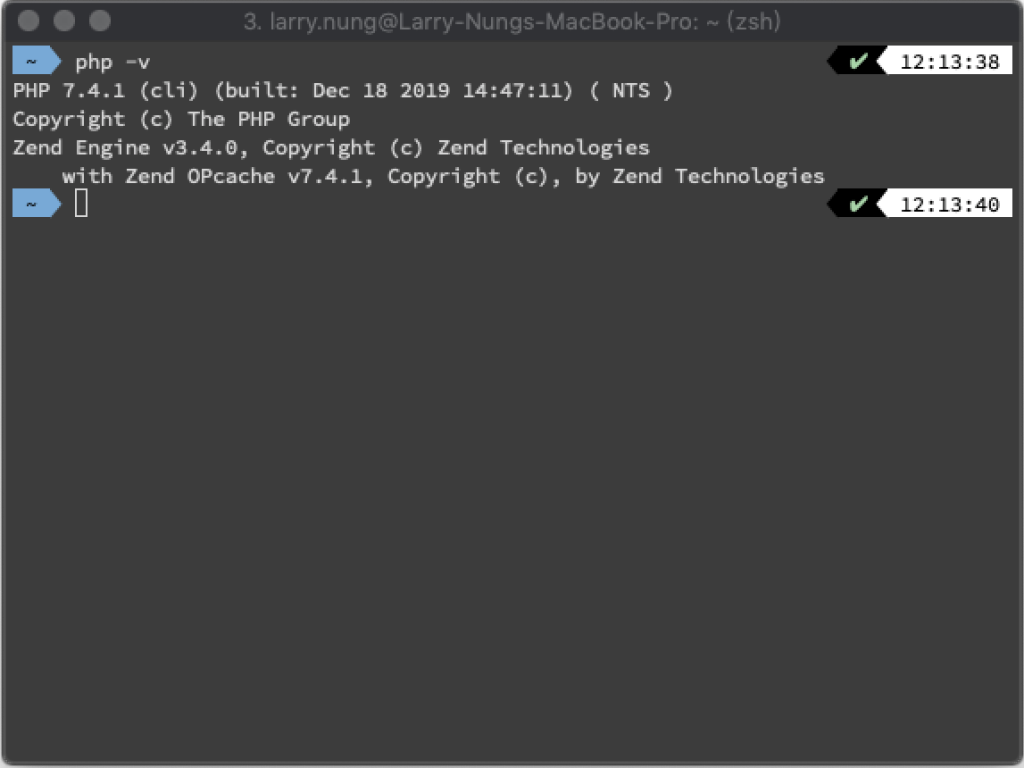 3. larry.nung@Larry-Nungs-MacBook-Pro: ~ (zsh)
~ php -v ✔ 12:13:38
PHP 7.4.1 (cli) (built: Dec 18 2019 14:47:11) ( NTS )
Copyright (c) The PHP Group
Zend Engine v3.4.0, Copyright (c) Zend Technologies
    with Zend OPcache v7.4.1, Copyright (c), by Zend Technologies
~ ✔ 12:13:40